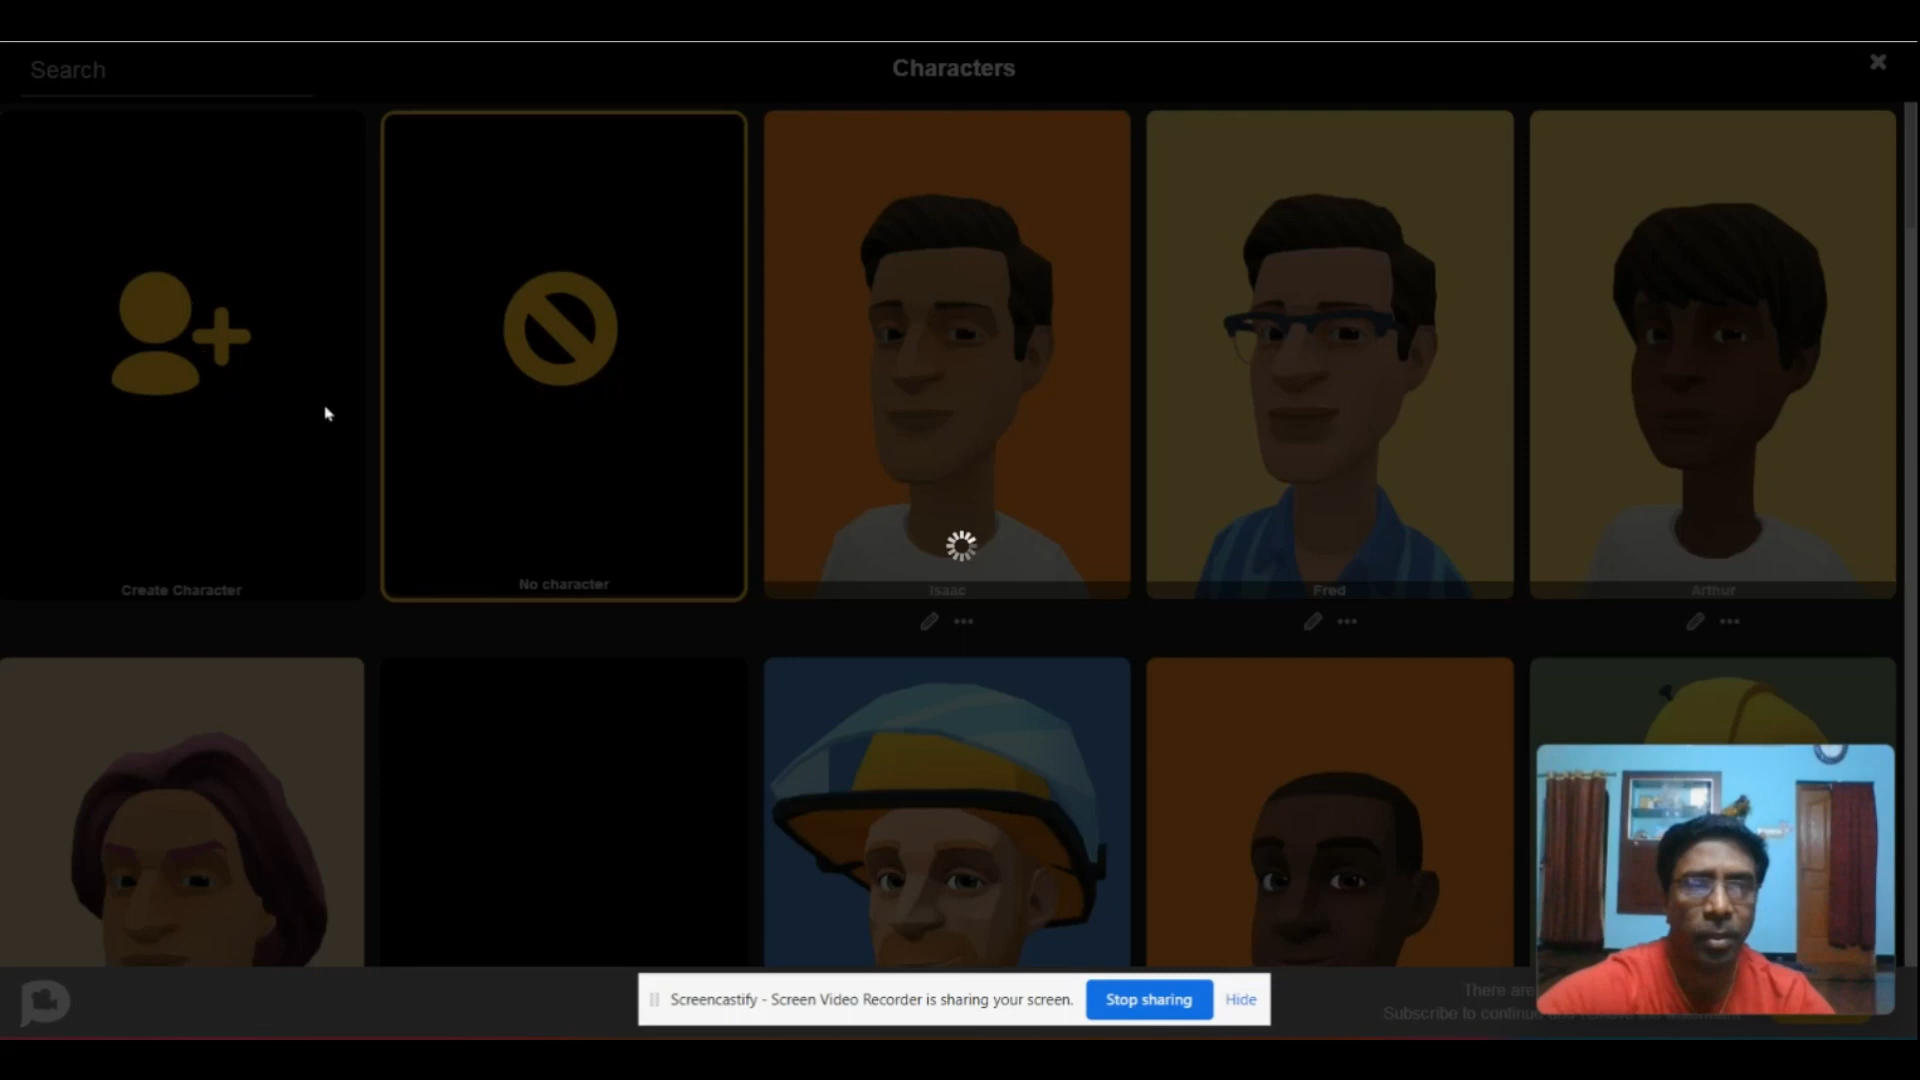 Search
Characters
Create Character
No character
Isaac
Fred
Arthur
Screencastify - Screen Video Recorder is sharing your screen.
Stop sharing
Hide
There are
Subscribe to continue